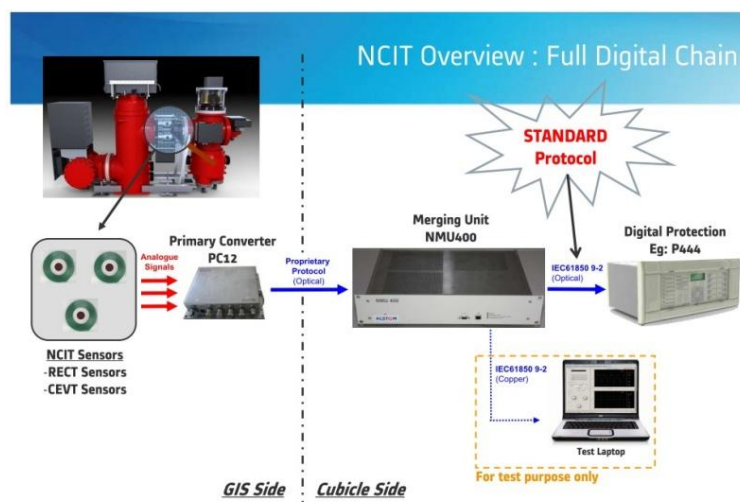 NCIT Overview : Full Digital Chain
STANDARD
Protocol
Merging Unit
NMU400
Digital Protection
Eg: P444
Primary Converter
PC12
Analogue
Signals
Proprietary
Protocol
(Optical)
IEC61850 9-2
(Optical)
NMU 400
ALSTOM
NCIT Sensors
-RECT Sensors
-CEVT Sensors
IEC61850 9-2
(Copper)
Test Laptop
For test purpose only
GIS Side
Cubicle Side